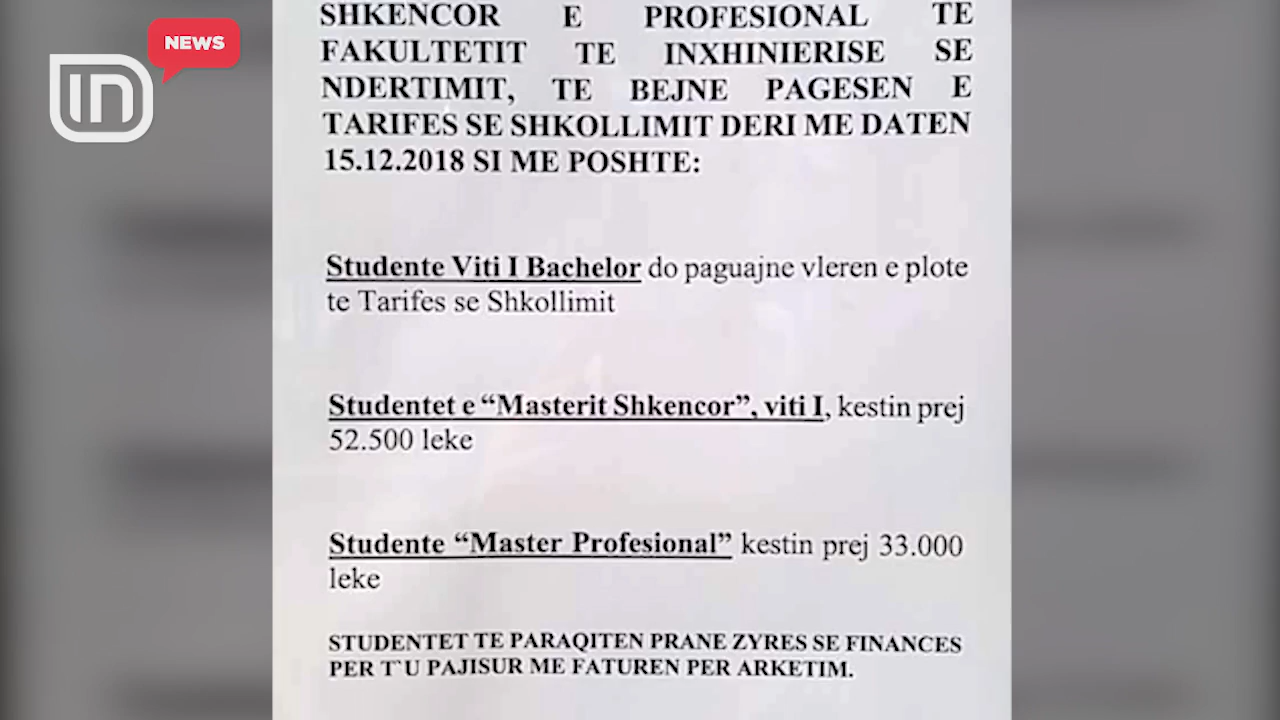 NEWS
IN
SHKENCOR E PROFESIONAL TE
FAKULTETIT TE INXHINIERISE SE
NDERTIMIT, TE BEJNE PAGESEN E
TARIFES SE SHKOLLIMIT DERI ME DATEN
15.12.2018 SI ME POSHTE:
Studente Viti I Bachelor do paguajne vleren e plote
te Tarifes se Shkollimit
Studentet e “Masterit Shkencor”, viti I, kestin prej
52.500 leke
Studente “Master Profesional” kestin prej 33.000
leke
STUDENTET TE PARAQITEN PRANE ZYRES SE FINANCES
PER T`U PAJISUR ME FATUREN PER ARKETIM.